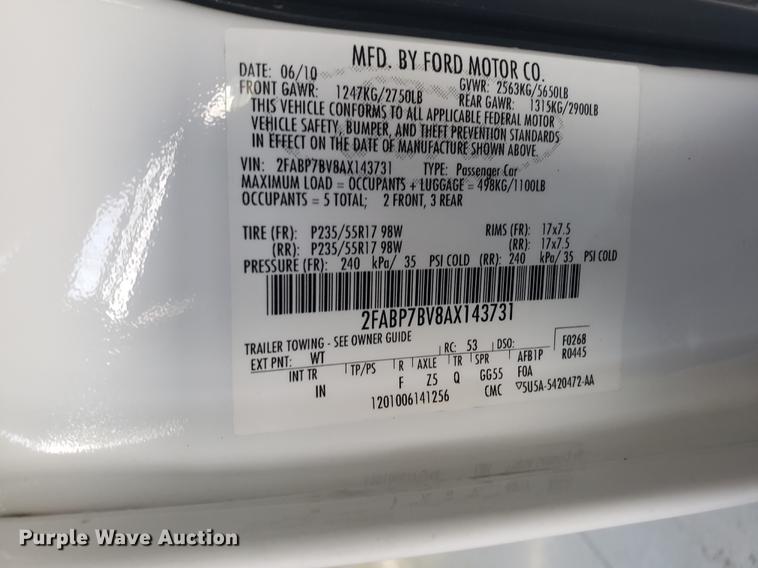 MFD. BY FORD MOTOR CO.
DATE: 06/10 GVWR: 2563KG/5650LB
FRONT GAWR: 1247KG/2750LB REAR GAWR: 1315KG/2900LB
THIS VEHICLE CONFORMS TO ALL APPLICABLE FEDERAL MOTOR
VEHICLE SAFETY, BUMPER, AND THEFT PREVENTION STANDARDS
IN EFFECT ON THE DATE OF MANUFACTURE SHOWN ABOVE.
VIN: 2FABP7BV8AX143731 TYPE: Passenger Car
MAXIMUM LOAD = OCCUPANTS + LUGGAGE = 498KG/1100LB
OCCUPANTS = 5 TOTAL; 2 FRONT, 3 REAR
TIRE (FR): P235/55R17 98W RIMS (FR): 17x7.5
(RR): P235/55R17 98W (RR): 17x7.5
PRESSURE (FR): 240 kPa/ 35 PSI COLD (RR): 240 kPa/ 35 PSI COLD
2FABP7BV8AX143731
TRAILER TOWING - SEE OWNER GUIDE
EXT PNT: WT RC: 53 DSO: F0268
INT TR TP/PS R AXLE TR SPR AFB1P R0445
IN F Z5 Q GG55 FOA
1201006141256 CMC ▽5U5A-5420472-AA
Purple Wave Auction